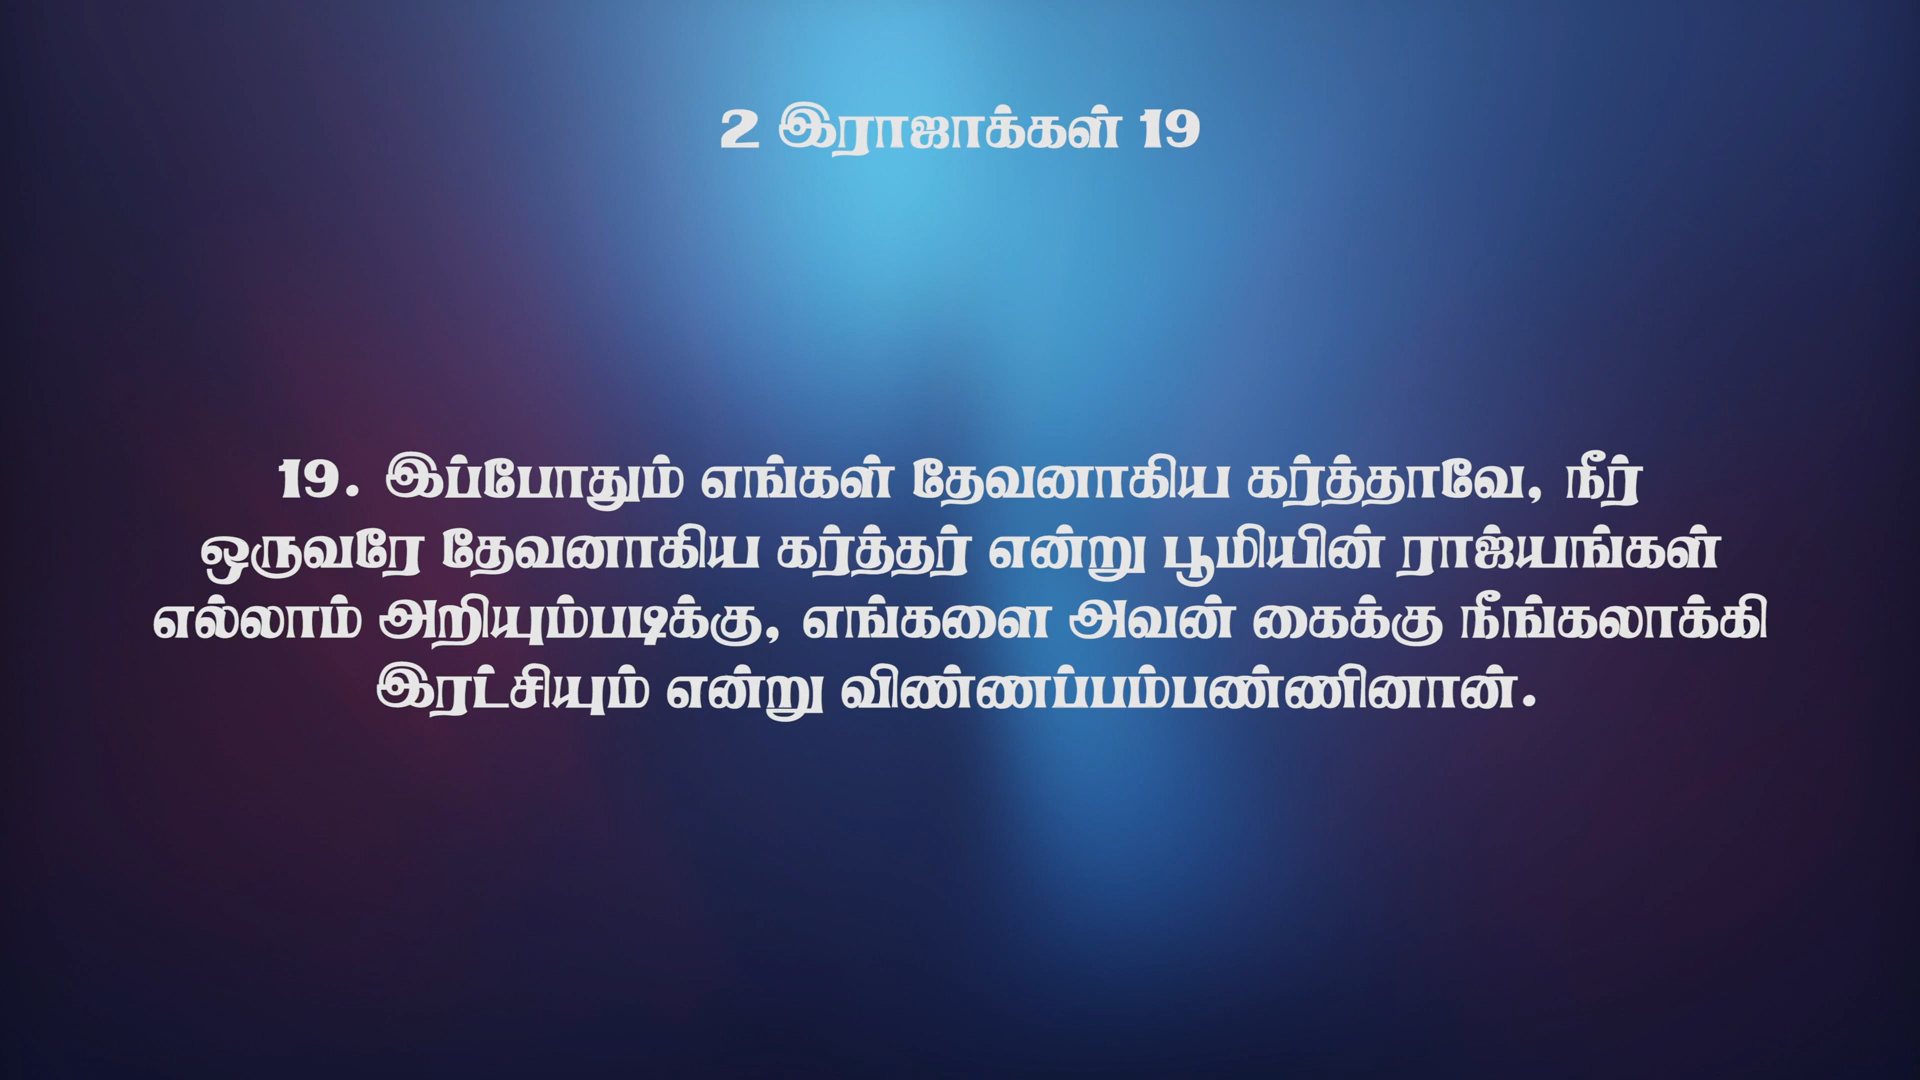 2 இராஜாக்கள் 19
19. இப்போதும் எங்கள் தேவனாகிய கர்த்தாவே, நீர்
ஒருவரே தேவனாகிய கர்த்தர் என்று பூமியின் ராஜ்யங்கள்
எல்லாம் அறியும்படிக்கு, எங்களை அவன் கைக்கு நீங்கலாக்கி
இரட்சியும் என்று விண்ணப்பம்பண்ணினான்.